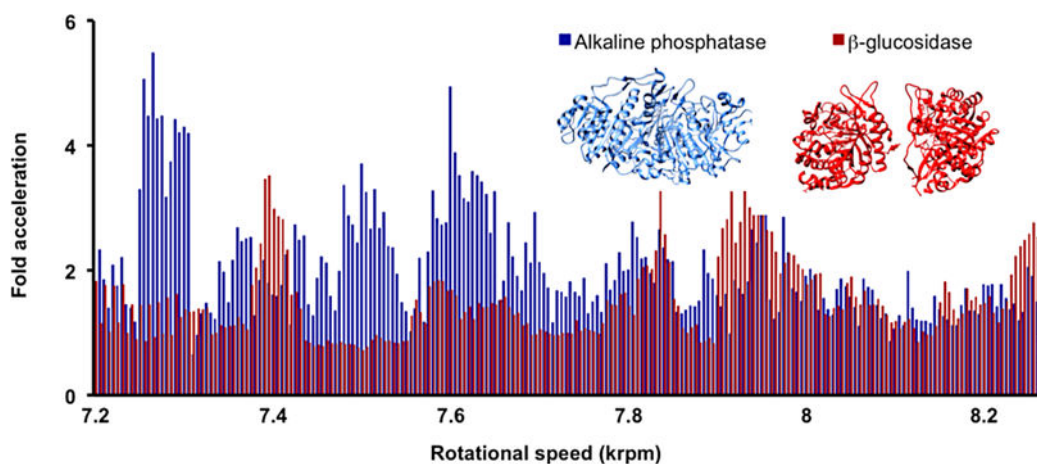 6
Alkaline phosphatase
β-glucosidase
4
Fold acceleration
2
0
7.2
7.4
7.6
7.8
8
8.2
Rotational speed (krpm)